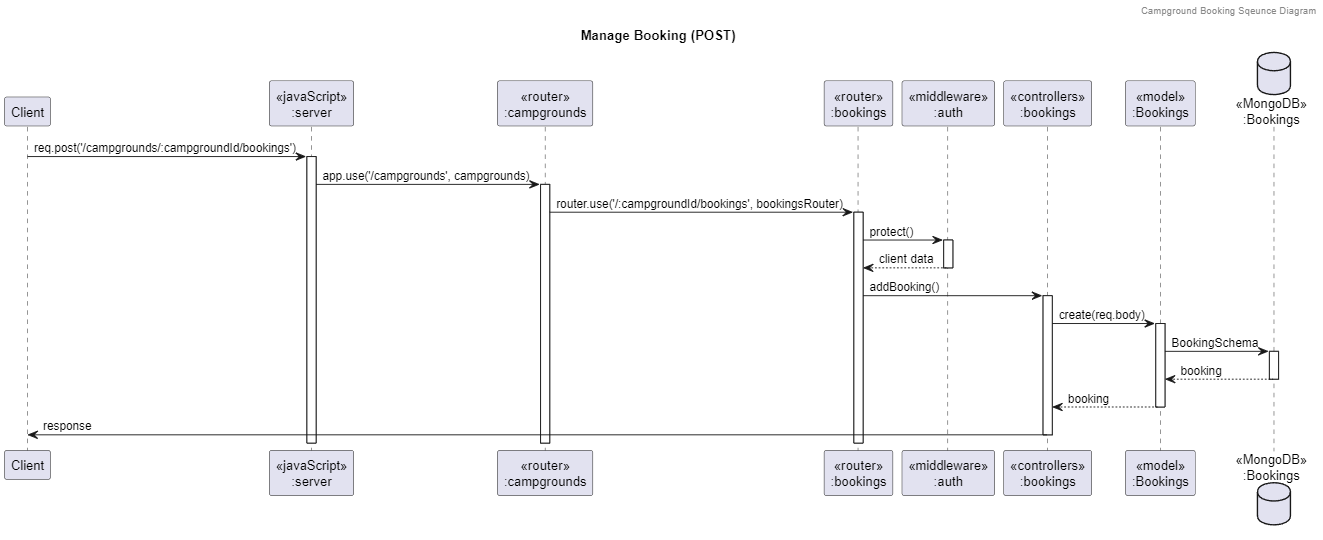 Campground Booking Sqeunce Diagram
Manage Booking (POST)
Client
«javaScript»
:server
«router»
:campgrounds
«router»
:bookings
«middleware»
:auth
«controllers»
:bookings
«model»
:Bookings
«MongoDB»
:Bookings
req.post('/campgrounds/:campgroundId/bookings')
app.use('/campgrounds', campgrounds)
router.use('/:campgroundId/bookings', bookingsRouter)
protect()
client data
addBooking()
create(req.body)
BookingSchema
booking
booking
response
Client
«javaScript»
:server
«router»
:campgrounds
«router»
:bookings
«middleware»
:auth
«controllers»
:bookings
«model»
:Bookings
«MongoDB»
:Bookings